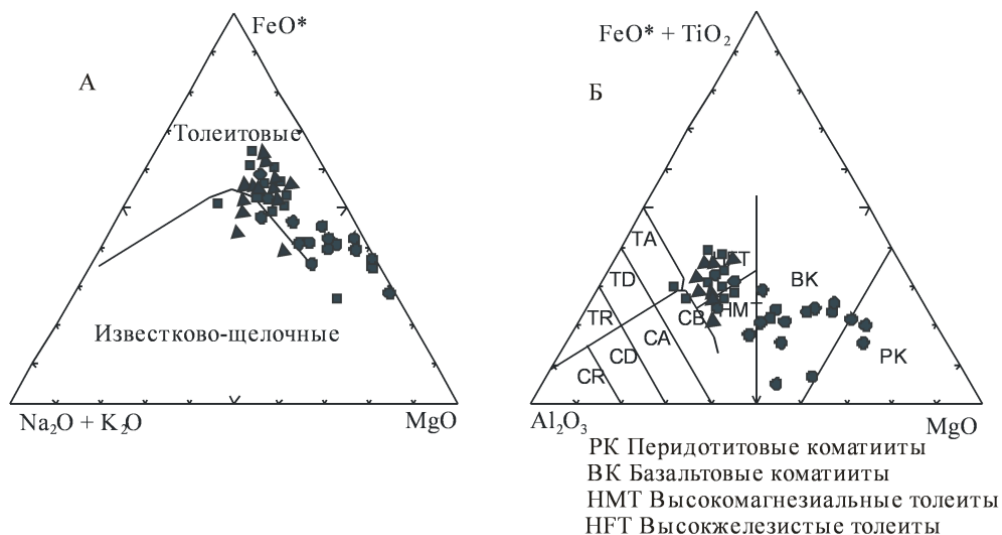 FeO*
А
Толеитовые
Известково-щелочные
Na₂O + K₂O
MgO
FeO* + TiO₂
Б
TA
TD
BK
TR
CB
HMT
CA
CD
PK
CR
Al₂O₃
MgO
РК Перидотитовые коматииты
ВК Базальтовые коматииты
НМТ Высокомагнезиальные толеиты
HFT Высокжелезистые толеиты